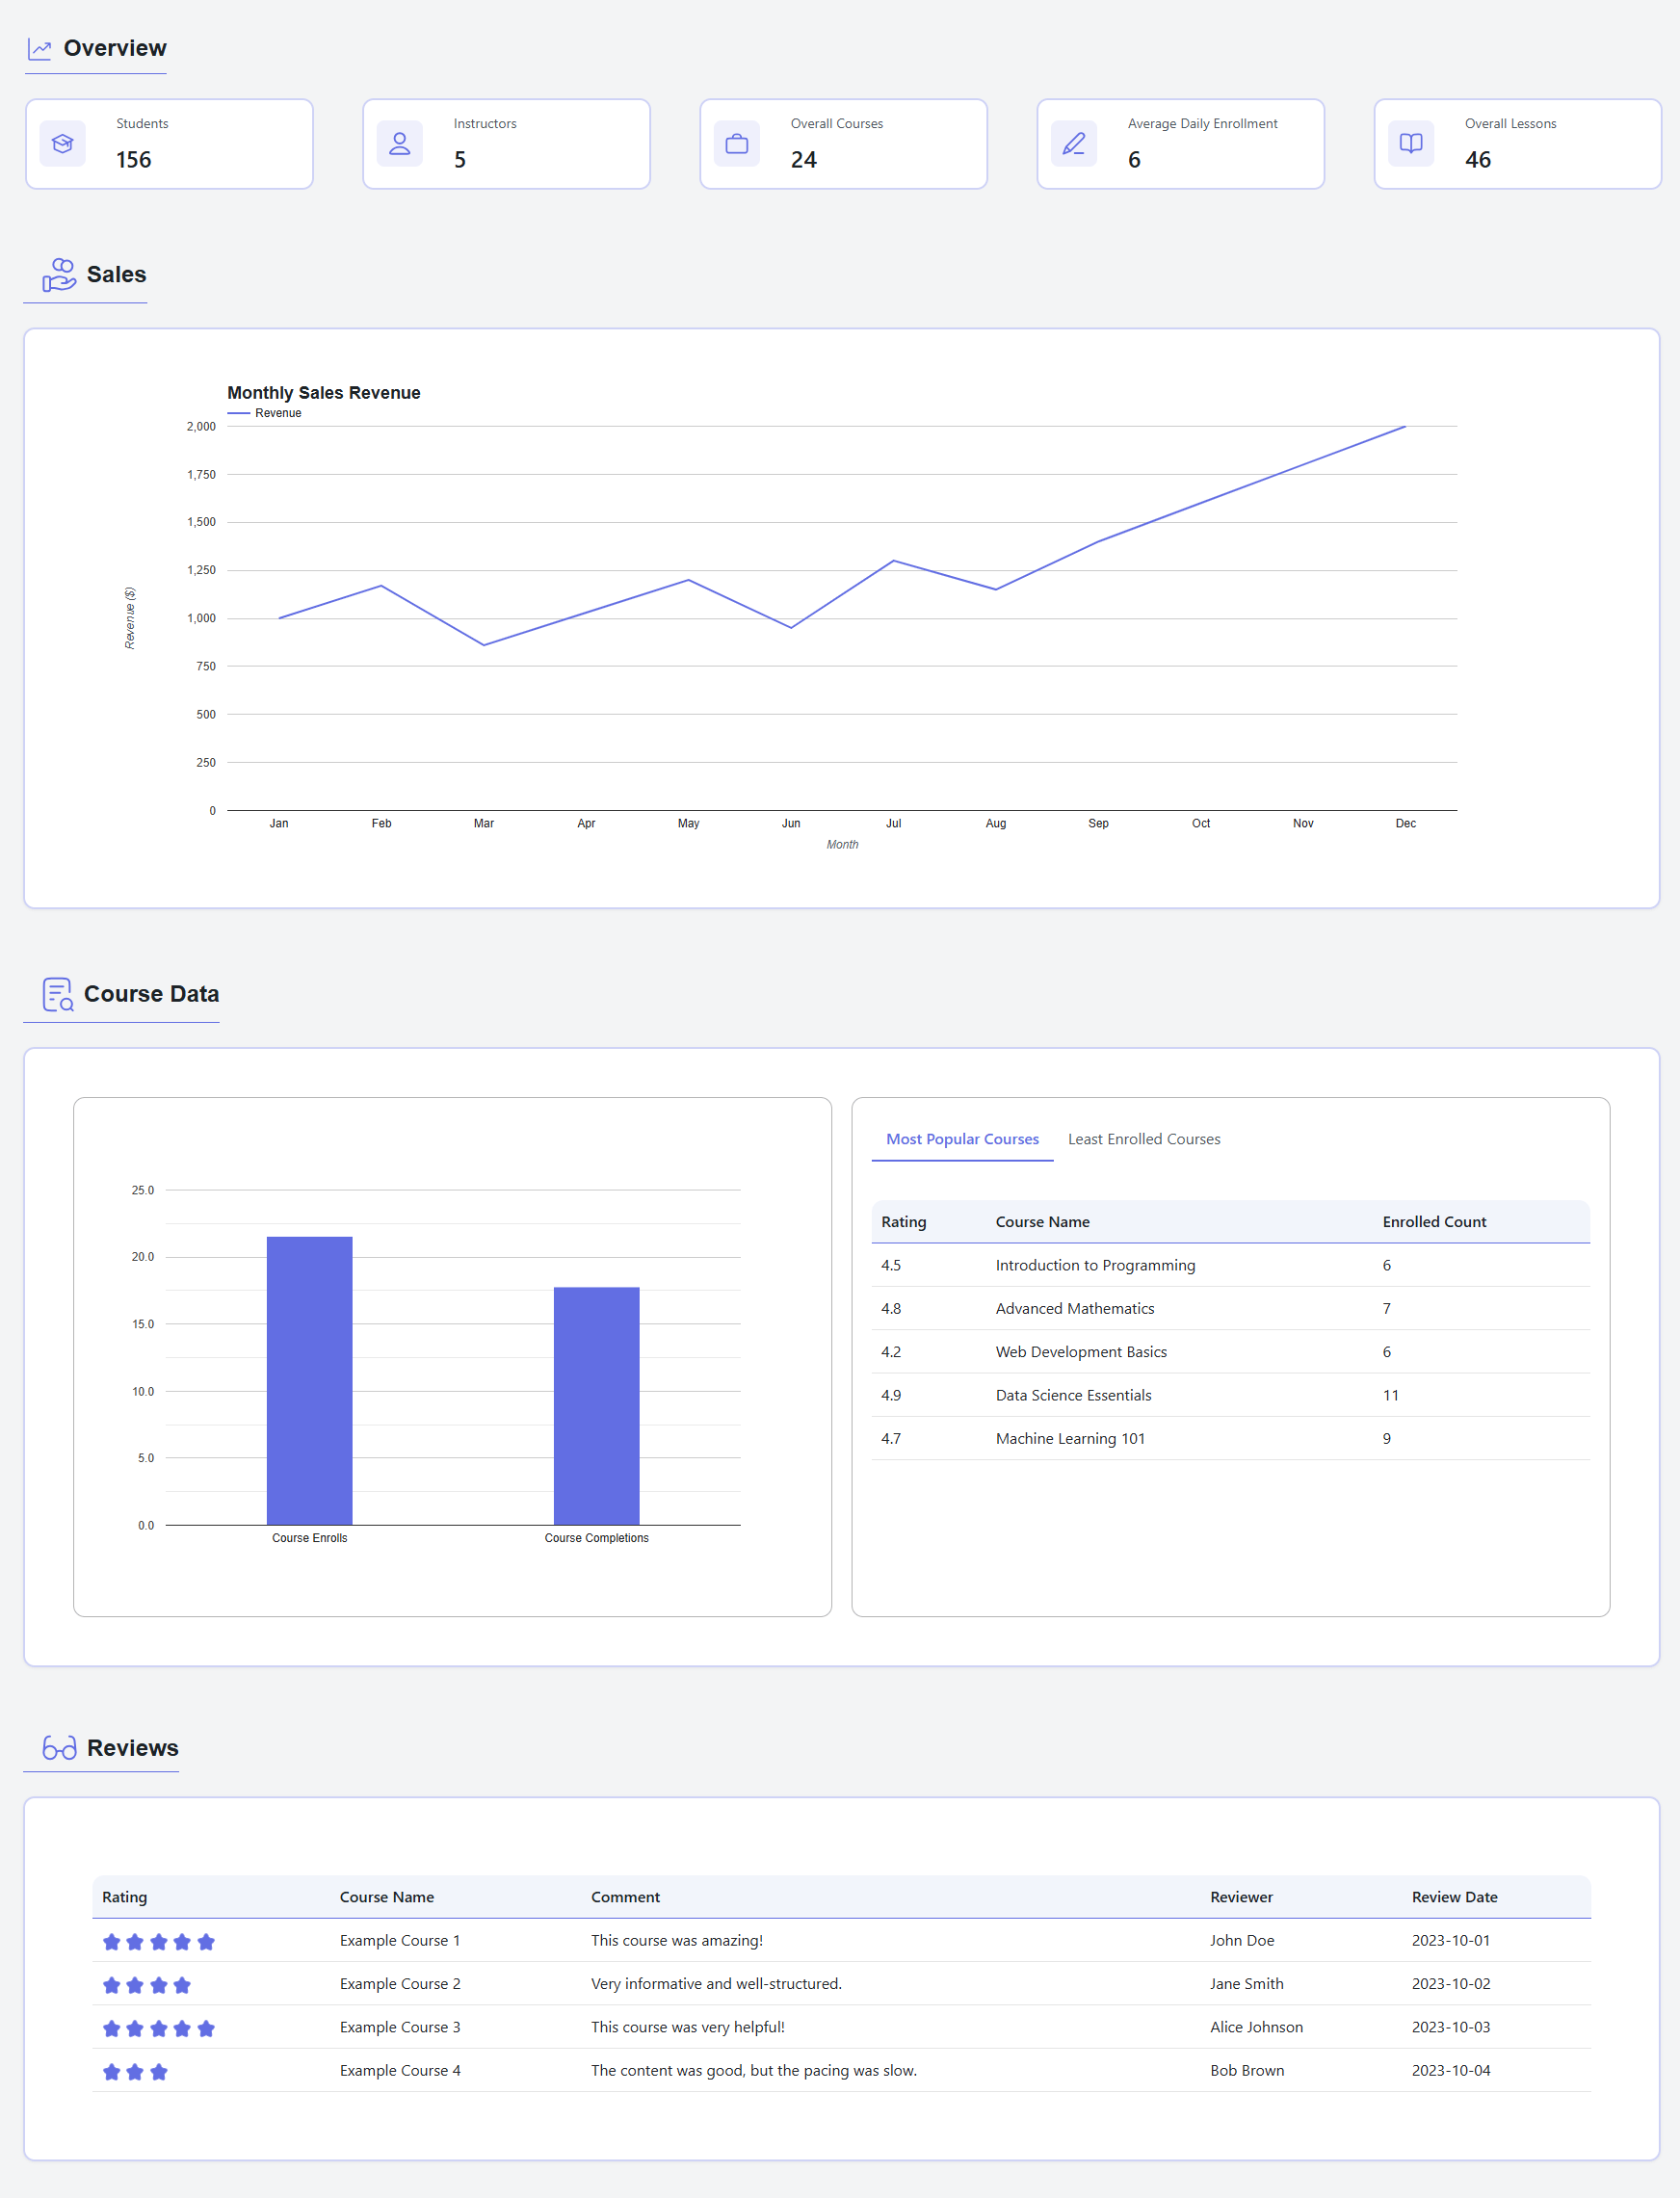 Overview
Students
156
Instructors
5
Overall Courses
24
Average Daily Enrollment
6
Overall Lessons
46
Sales
Monthly Sales Revenue
Revenue
2,000
1,750
1,500
1,250
1,000
750
500
250
0
Revenue ($)
Jan Feb Mar Apr May Jun Jul Aug Sep Oct Nov Dec
Month
Course Data
25.0
20.0
15.0
10.0
5.0
0.0
Course Enrolls Course Completions
Most Popular Courses Least Enrolled Courses
Rating Course Name Enrolled Count
4.5 Introduction to Programming 6
4.8 Advanced Mathematics 7
4.2 Web Development Basics 6
4.9 Data Science Essentials 11
4.7 Machine Learning 101 9
Reviews
Rating Course Name Comment Reviewer Review Date
Example Course 1 This course was amazing! John Doe 2023-10-01
Example Course 2 Very informative and well-structured. Jane Smith 2023-10-02
Example Course 3 This course was very helpful! Alice Johnson 2023-10-03
Example Course 4 The content was good, but the pacing was slow. Bob Brown 2023-10-04